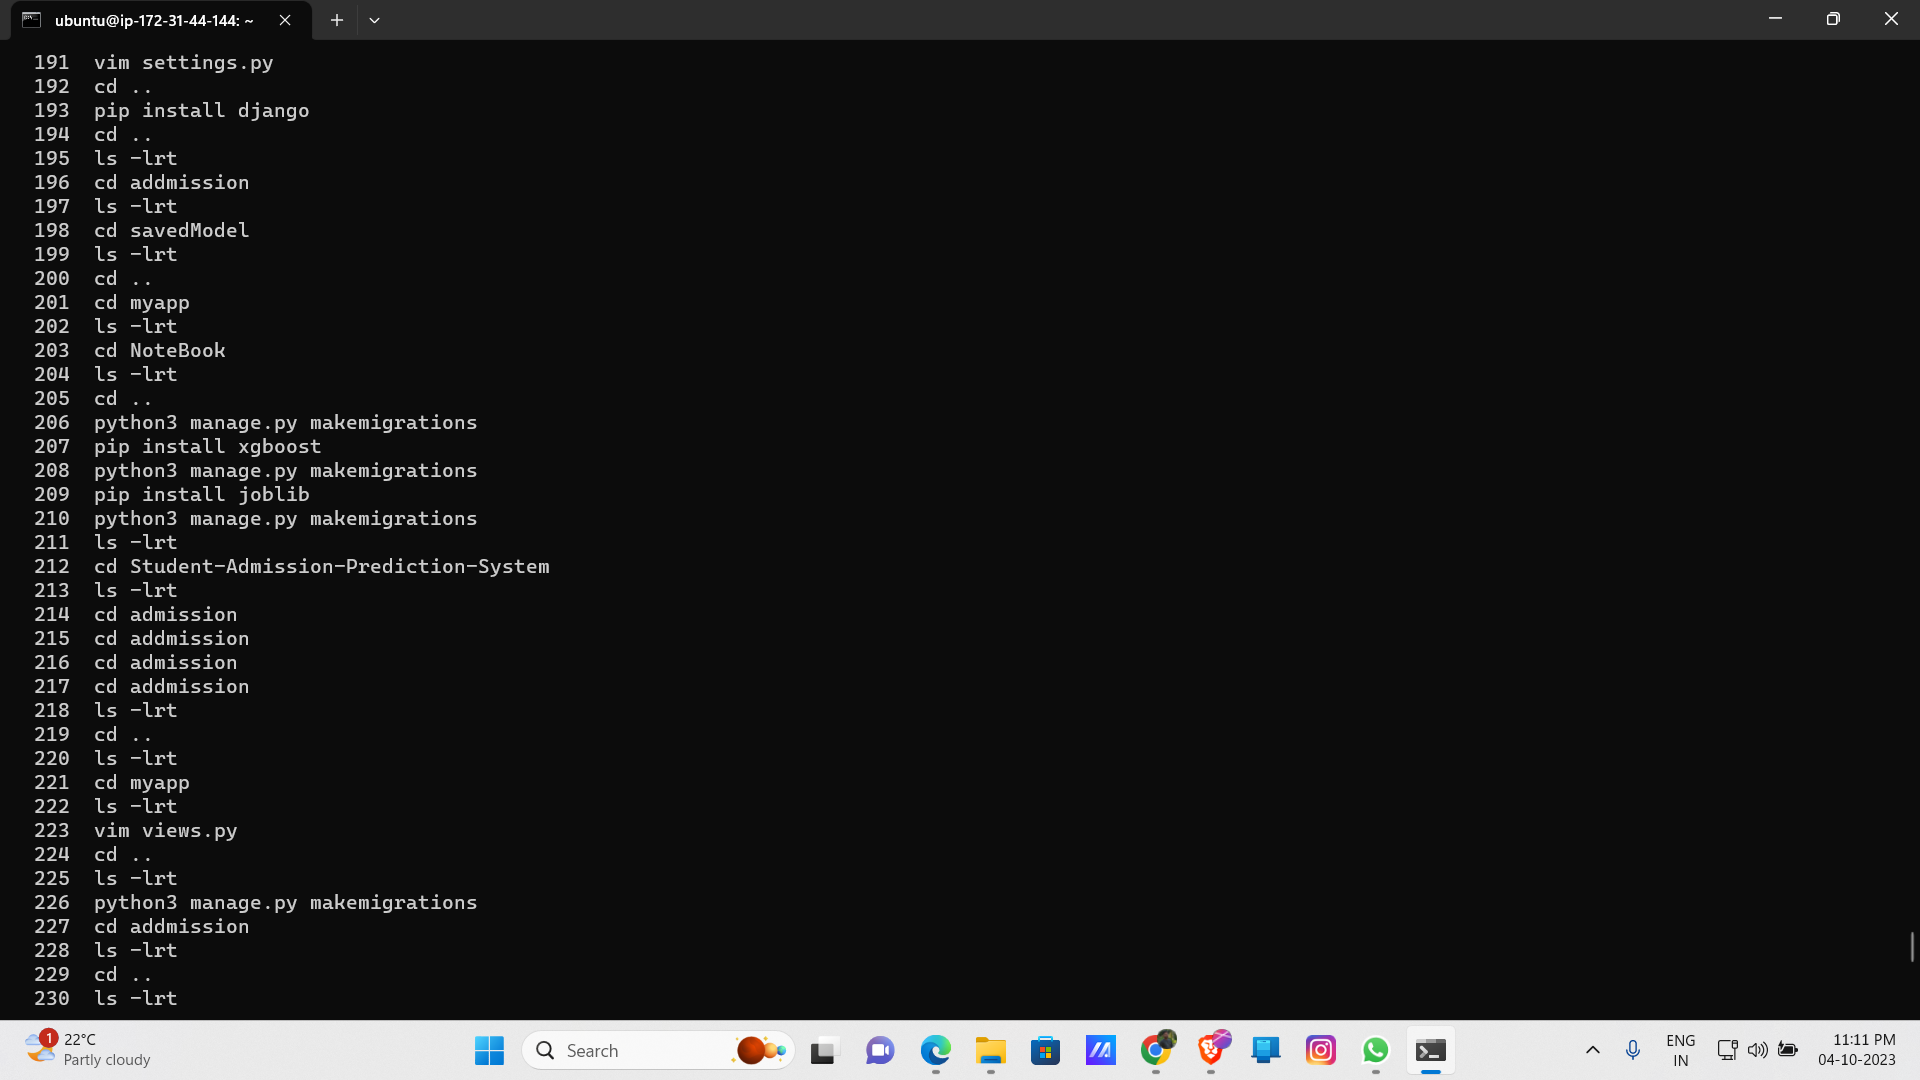 ubuntu@ip-172-31-44-144: ~
191 vim settings.py
192 cd ..
193 pip install django
194 cd ..
195 ls -lrt
196 cd addmission
197 ls -lrt
198 cd savedModel
199 ls -lrt
200 cd ..
201 cd myapp
202 ls -lrt
203 cd NoteBook
204 ls -lrt
205 cd ..
206 python3 manage.py makemigrations
207 pip install xgboost
208 python3 manage.py makemigrations
209 pip install joblib
210 python3 manage.py makemigrations
211 ls -lrt
212 cd Student-Admission-Prediction-System
213 ls -lrt
214 cd admission
215 cd addmission
216 cd admission
217 cd addmission
218 ls -lrt
219 cd ..
220 ls -lrt
221 cd myapp
222 ls -lrt
223 vim views.py
224 cd ..
225 ls -lrt
226 python3 manage.py makemigrations
227 cd addmission
228 ls -lrt
229 cd ..
230 ls -lrt
1 22°C
Partly cloudy
Search
ENG
IN
11:11 PM
04-10-2023